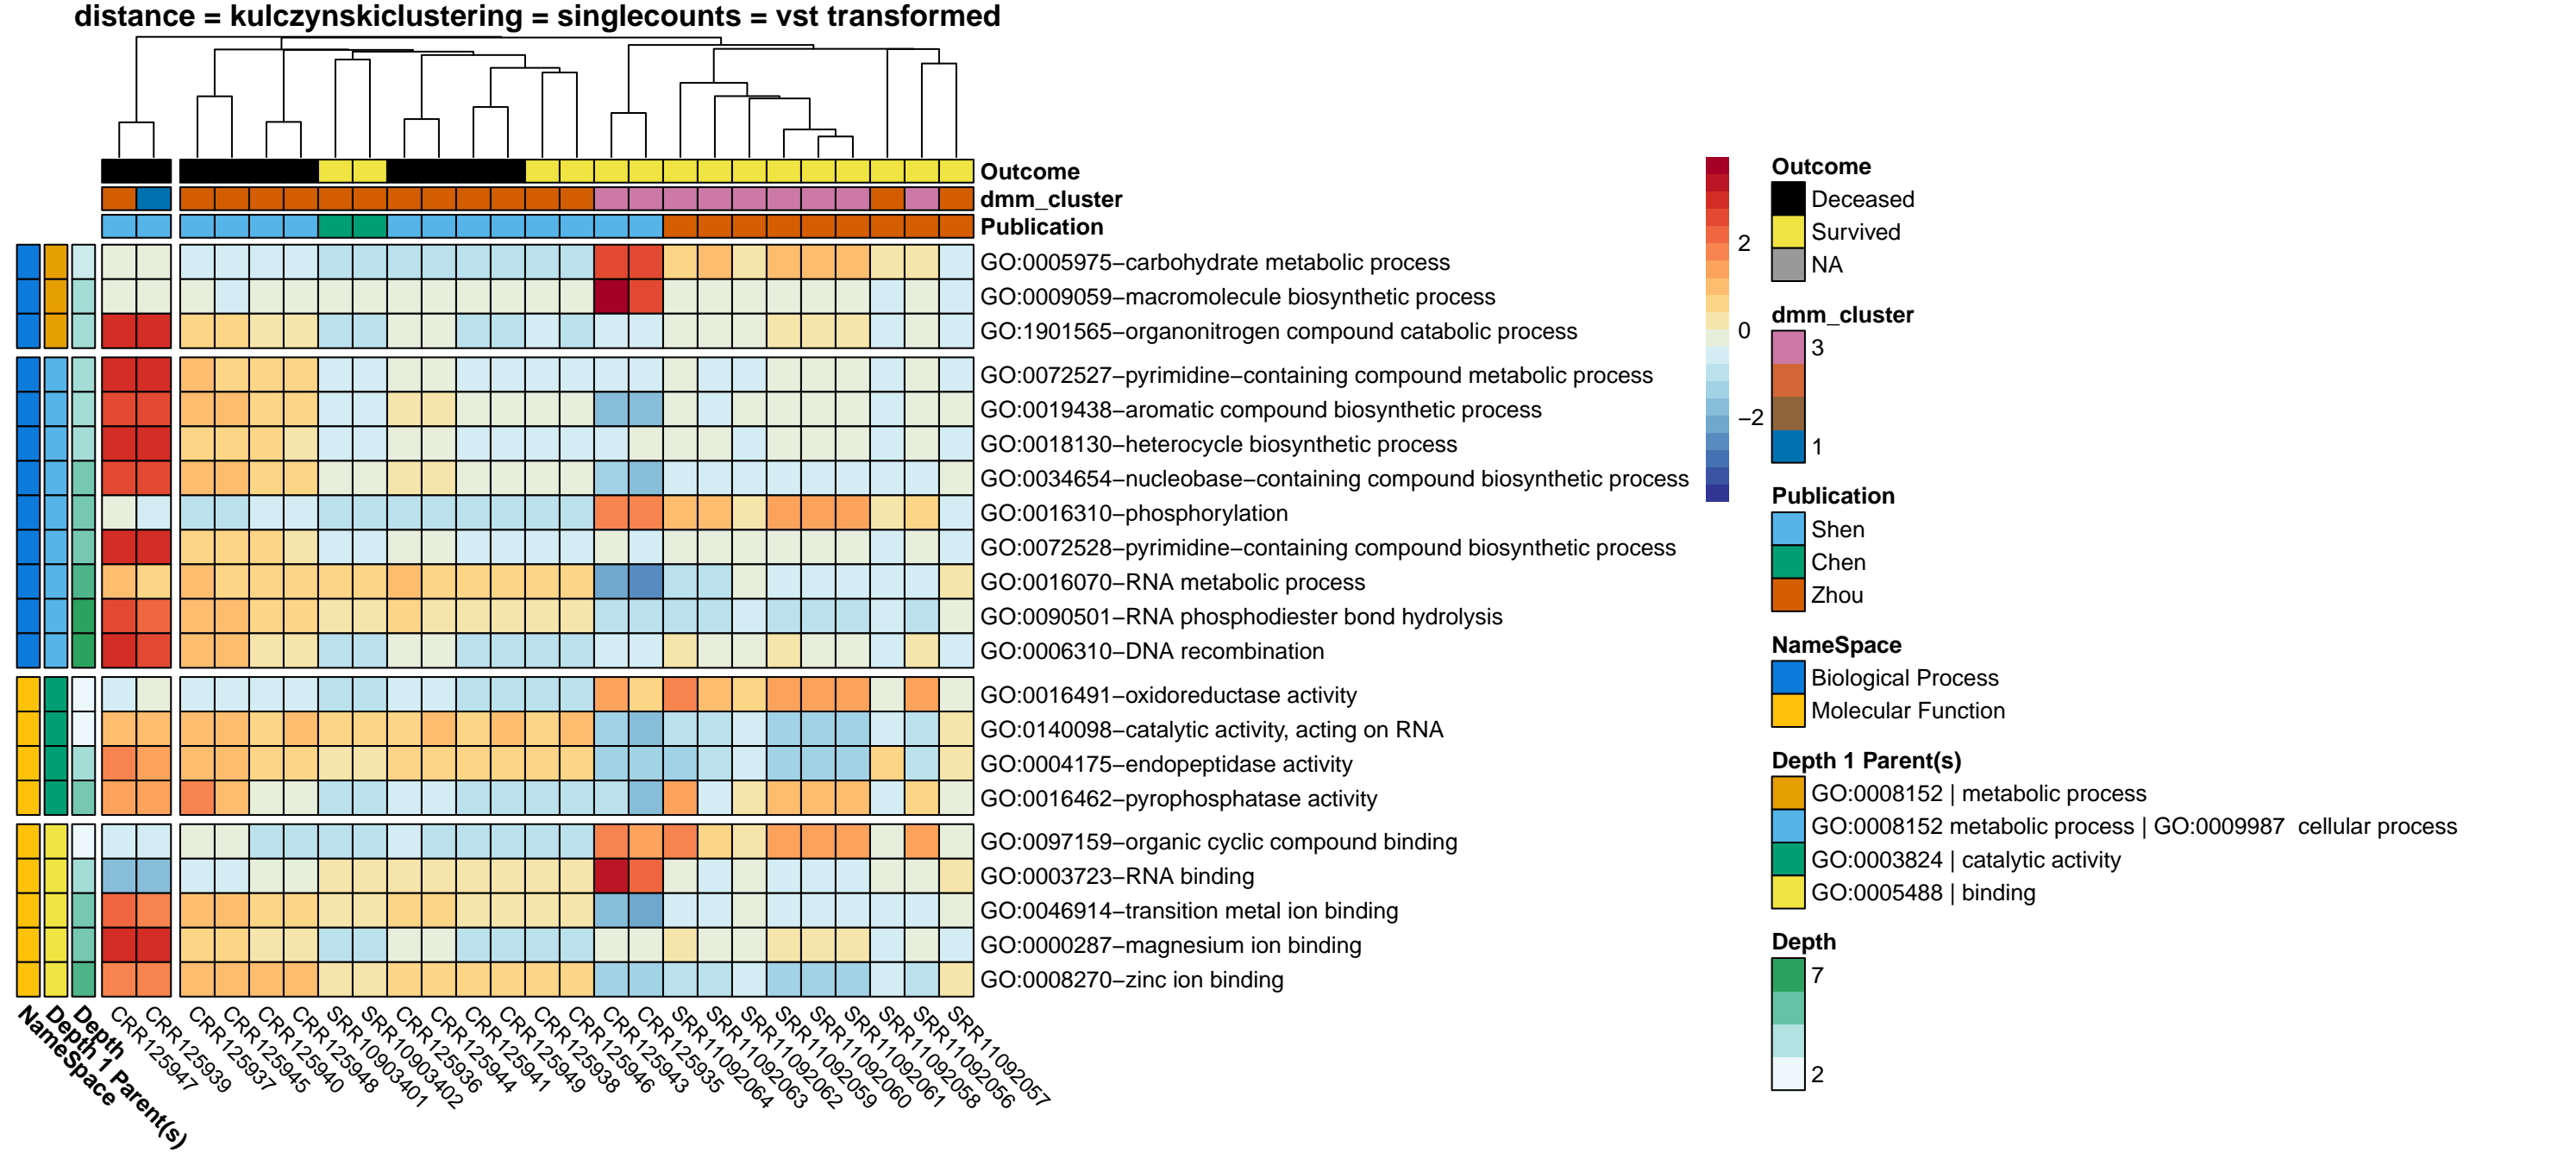 distance = kulczynskiclustering = singlecounts = vst transformed
Outcome
dmm_cluster
Publication
GO:0005975−carbohydrate metabolic process
GO:0009059−macromolecule biosynthetic process
GO:1901565−organonitrogen compound catabolic process
GO:0072527−pyrimidine−containing compound metabolic process
GO:0019438−aromatic compound biosynthetic process
GO:0018130−heterocycle biosynthetic process
GO:0034654−nucleobase−containing compound biosynthetic process
GO:0016310−phosphorylation
GO:0072528−pyrimidine−containing compound biosynthetic process
GO:0016070−RNA metabolic process
GO:0090501−RNA phosphodiester bond hydrolysis
GO:0006310−DNA recombination
GO:0016491−oxidoreductase activity
GO:0140098−catalytic activity, acting on RNA
GO:0004175−endopeptidase activity
GO:0016462−pyrophosphatase activity
GO:0097159−organic cyclic compound binding
GO:0003723−RNA binding
GO:0046914−transition metal ion binding
GO:0000287−magnesium ion binding
GO:0008270−zinc ion binding
NameSpace
Depth 1 Parent(s)
Depth
CRR125947
CRR125939
CRR125937
CRR125945
CRR125940
CRR125948
SRR10903401
SRR10903402
CRR125936
CRR125944
CRR125941
CRR125949
CRR125938
CRR125946
CRR125943
CRR125935
SRR11092064
SRR11092063
SRR11092062
SRR11092059
SRR11092060
SRR11092061
SRR11092058
SRR11092056
SRR11092057
2
0
−2
Outcome
Deceased
Survived
NA
dmm_cluster
3
1
Publication
Shen
Chen
Zhou
NameSpace
Biological Process
Molecular Function
Depth 1 Parent(s)
GO:0008152 | metabolic process
GO:0008152 metabolic process | GO:0009987  cellular process
GO:0003824 | catalytic activity
GO:0005488 | binding
Depth
7
2